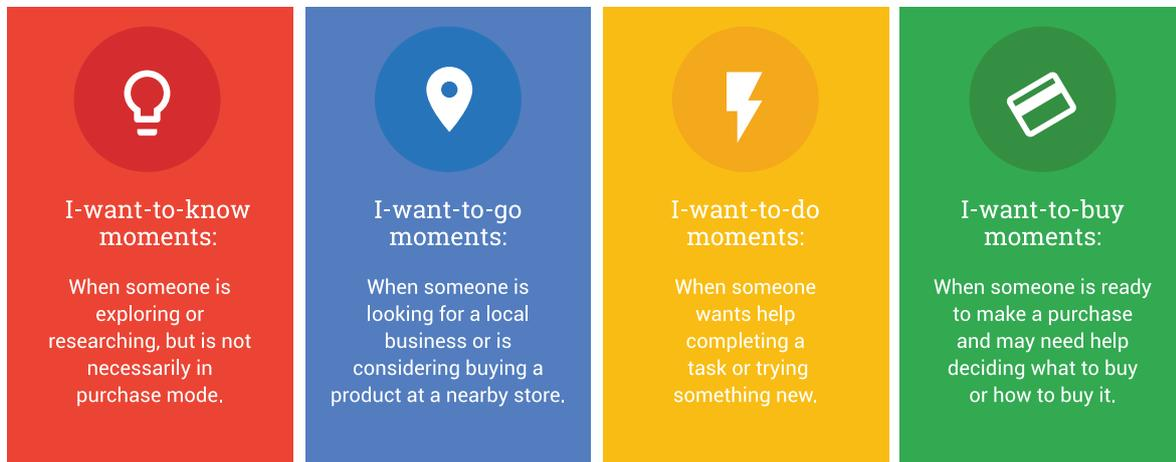 I-want-to-know
moments:
When someone is
exploring or
researching, but is not
necessarily in
purchase mode.
I-want-to-go
moments:
When someone is
looking for a local
business or is
considering buying a
product at a nearby store.
I-want-to-do
moments:
When someone
wants help
completing a
task or trying
something new.
I-want-to-buy
moments:
When someone is ready
to make a purchase
and may need help
deciding what to buy
or how to buy it.